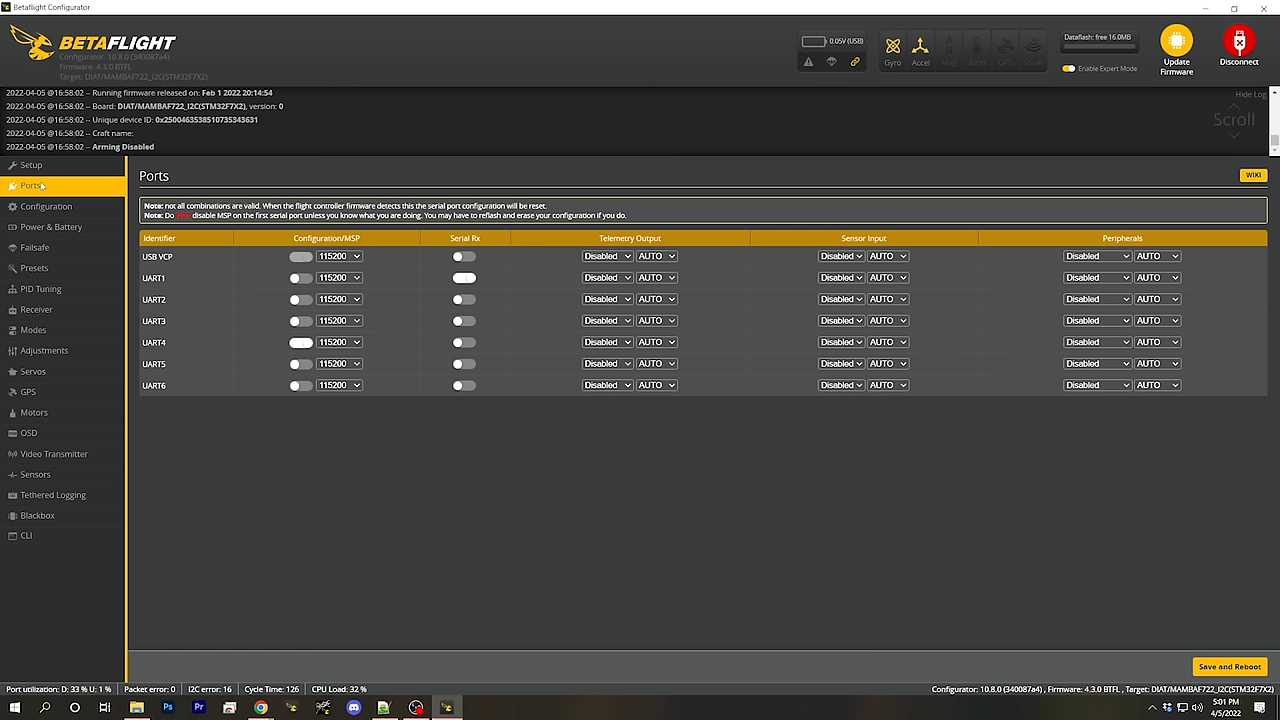 Betaflight Configurator
BETAFLIGHT
Configurator: 10.8.0 (340087a4)
Firmware: 4.3.0 BTFL
Target: DIAT/MAMBAF722_I2C(STM32F7X2)
0.05V (USB)
Gyro Accel Mag Baro GPS Sonar
Dataflash: free 16.0MB
Enable Expert Mode
Update
Firmware
Disconnect
2022-04-05 @16:58:02 -- Running firmware released on: Feb 1 2022 20:14:54
2022-04-05 @16:58:02 -- Board: DIAT/MAMBAF722_I2C(STM32F7X2), version: 0
2022-04-05 @16:58:02 -- Unique device ID: 0x2500463538510735343631
2022-04-05 @16:58:02 -- Craft name:
2022-04-05 @16:58:02 -- Arming Disabled
Hide Log
Scroll
Setup
Ports
Configuration
Power & Battery
Failsafe
Presets
PID Tuning
Receiver
Modes
Adjustments
Servos
GPS
Motors
OSD
Video Transmitter
Sensors
Tethered Logging
Blackbox
CLI
Ports
WIKI
Note: not all combinations are valid. When the flight controller firmware detects this the serial port configuration will be reset.
Note: Do NOT disable MSP on the first serial port unless you know what you are doing. You may have to reflash and erase your configuration if you do.
Identifier Configuration/MSP Serial Rx Telemetry Output Sensor Input Peripherals
USB VCP 115200 Disabled AUTO Disabled AUTO Disabled AUTO
UART1 115200 Disabled AUTO Disabled AUTO Disabled AUTO
UART2 115200 Disabled AUTO Disabled AUTO Disabled AUTO
UART3 115200 Disabled AUTO Disabled AUTO Disabled AUTO
UART4 115200 Disabled AUTO Disabled AUTO Disabled AUTO
UART5 115200 Disabled AUTO Disabled AUTO Disabled AUTO
UART6 115200 Disabled AUTO Disabled AUTO Disabled AUTO
Save and Reboot
Port utilization: D: 33 % U: 1 % Packet error: 0 I2C error: 16 Cycle Time: 126 CPU Load: 32 %
Configurator: 10.8.0 (340087a4) , Firmware: 4.3.0 BTFL , Target: DIAT/MAMBAF722_I2C(STM32F7X2)
5:01 PM
4/5/2022